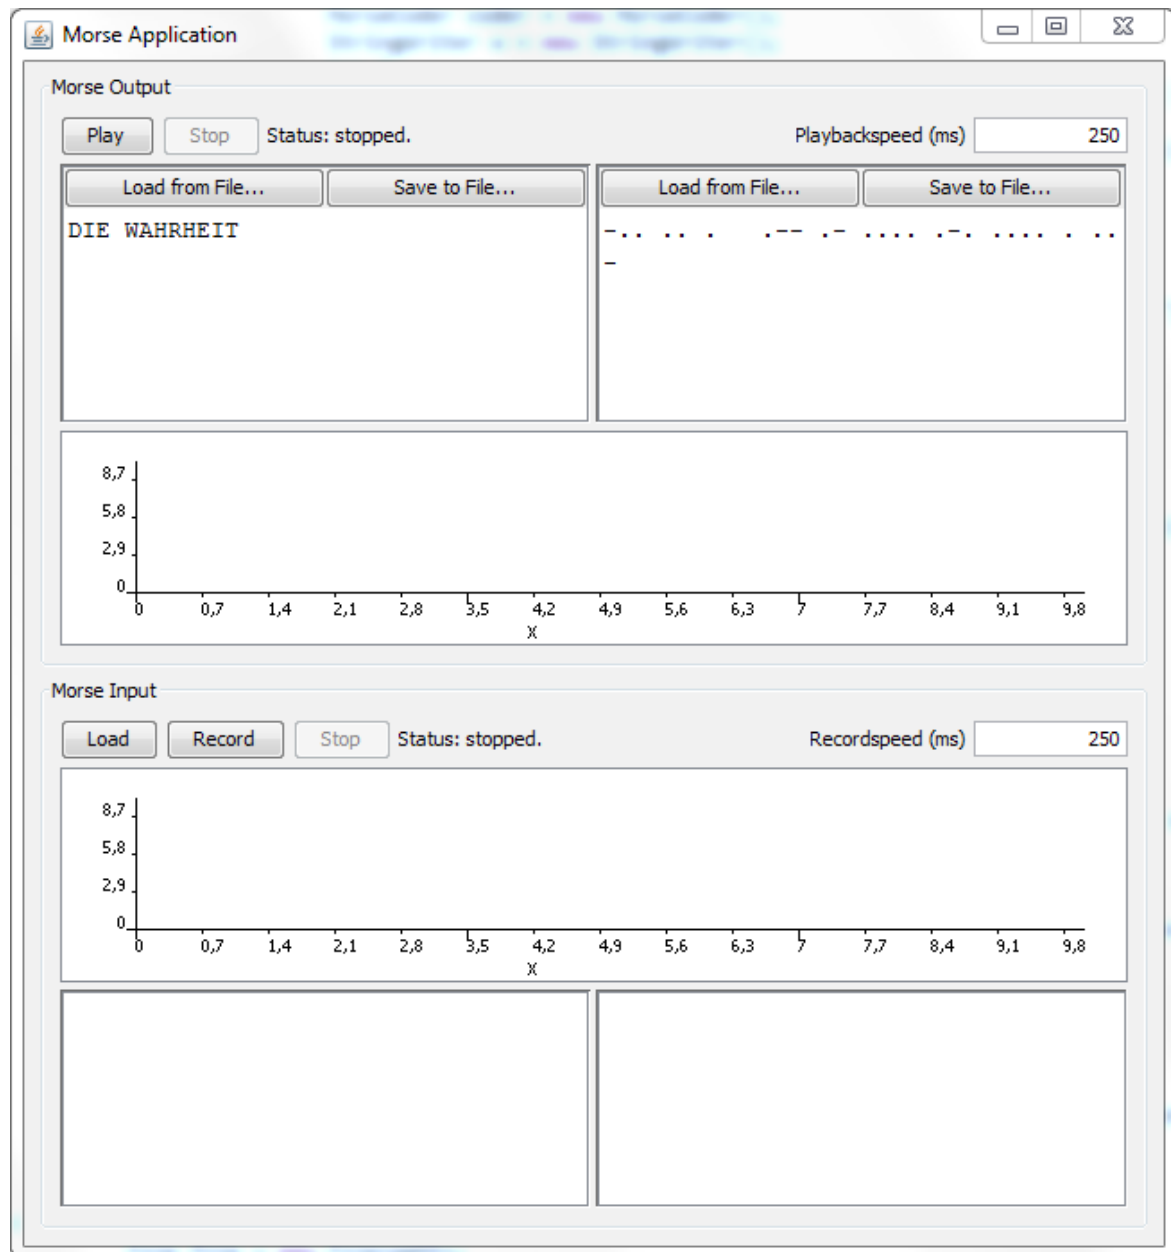 Morse Application
Morse Output
Play Stop Status: stopped. Playbackspeed (ms) 250
Load from File... Save to File... Load from File... Save to File...
DIE WAHRHEIT
-.. .. .   .-- .- .... .-. .... . ..
-
8,7
5,8
2,9
0
0 0,7 1,4 2,1 2,8 3,5 4,2 4,9 5,6 6,3 7 7,7 8,4 9,1 9,8
X
Morse Input
Load Record Stop Status: stopped. Recordspeed (ms) 250
8,7
5,8
2,9
0
0 0,7 1,4 2,1 2,8 3,5 4,2 4,9 5,6 6,3 7 7,7 8,4 9,1 9,8
X